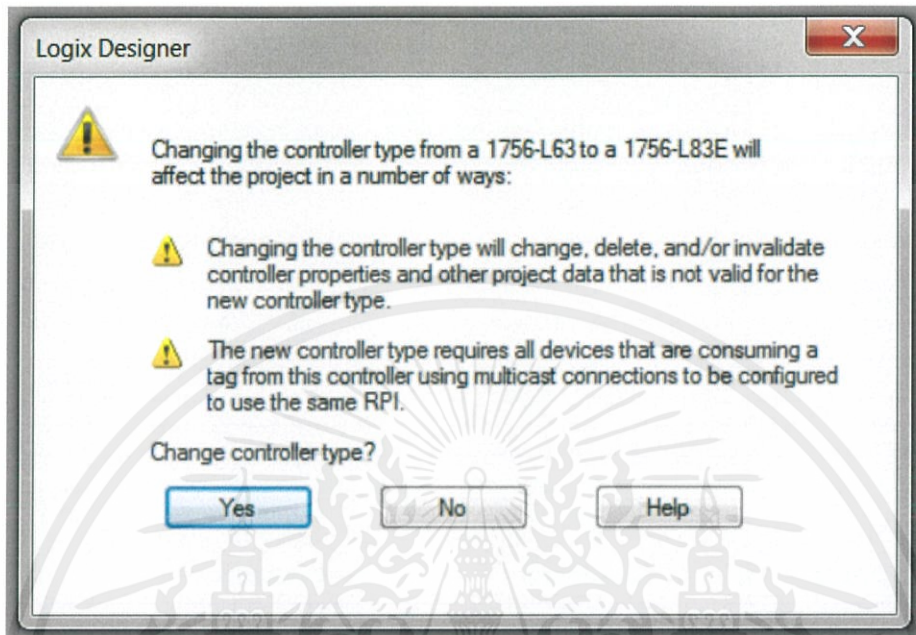 Logix Designer
Changing the controller type from a 1756-L63 to a 1756-L83E will
affect the project in a number of ways:
Changing the controller type will change, delete, and/or invalidate
controller properties and other project data that is not valid for the
new controller type.
The new controller type requires all devices that are consuming a
tag from this controller using multicast connections to be configured
to use the same RPI.
Change controller type?
Yes No Help